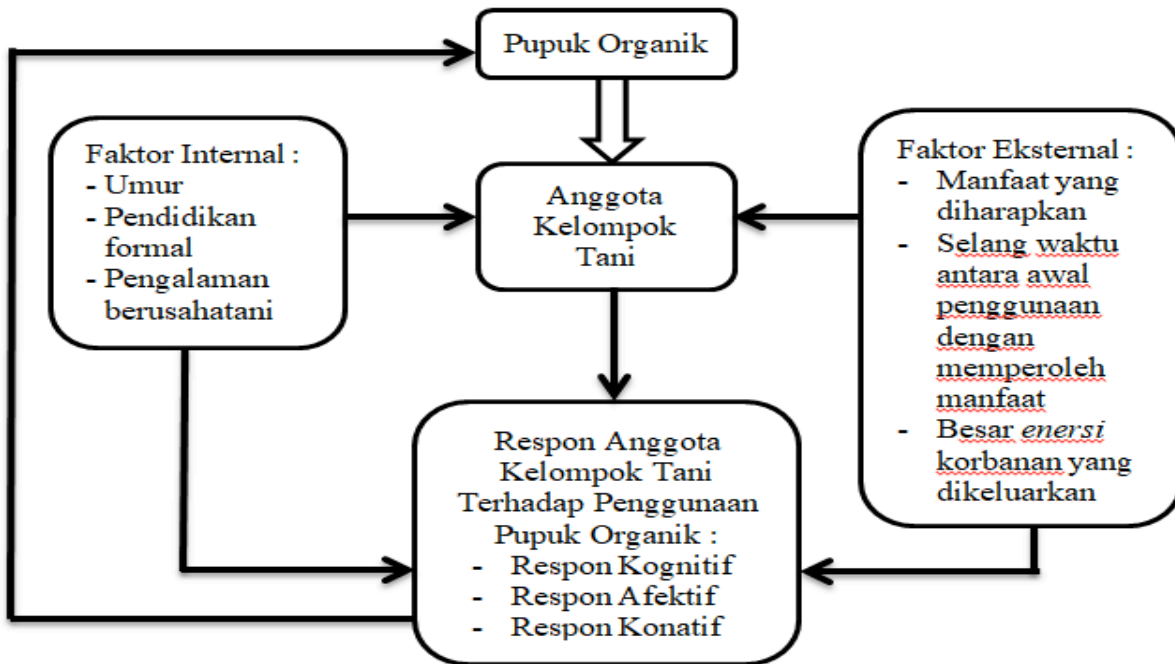 Pupuk Organik
Faktor Internal :
- Umur
- Pendidikan
formal
- Pengalaman
berusahatani
Anggota
Kelompok
Tani
Faktor Eksternal :
- Manfaat yang
diharapkan
- Selang waktu
antara awal
penggunaan
dengan
memperoleh
manfaat
- Besar enersi
korbanan yang
dikeluarkan
Respon Anggota
Kelompok Tani
Terhadap Penggunaan
Pupuk Organik :
- Respon Kognitif
- Respon Afektif
- Respon Konatif